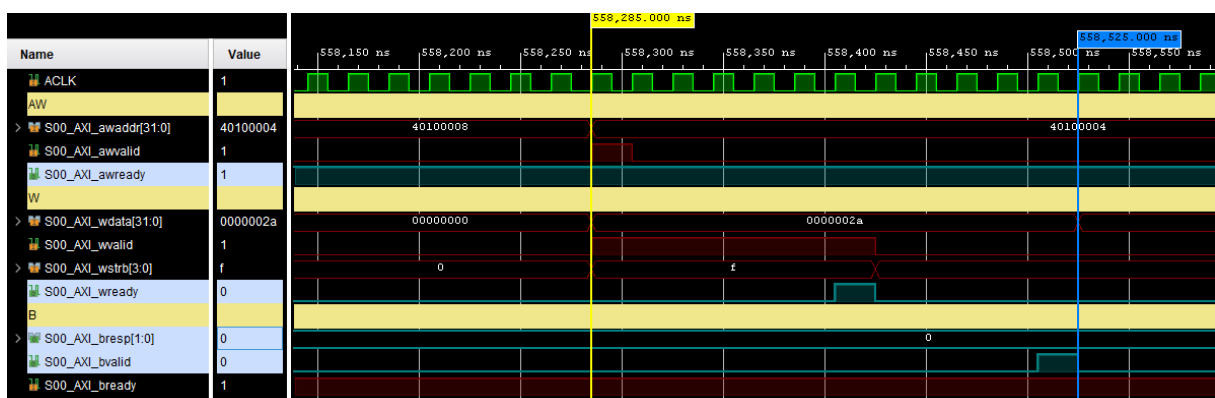 558,285.000 ns
558,525.000 ns
Name Value
558,150 ns 558,200 ns 558,250 ns 558,300 ns 558,350 ns 558,400 ns 558,450 ns 558,500 ns 558,550 ns
ACLK 1
AW
S00_AXI_awaddr[31:0] 40100004 40100008 40100004
S00_AXI_awvalid 1
S00_AXI_awready 1
W
S00_AXI_wdata[31:0] 0000002a 00000000 0000002a
S00_AXI_wvalid 1
S00_AXI_wstrb[3:0] f 0 f
S00_AXI_wready 0
B
S00_AXI_bresp[1:0] 0 0
S00_AXI_bvalid 0
S00_AXI_bready 1